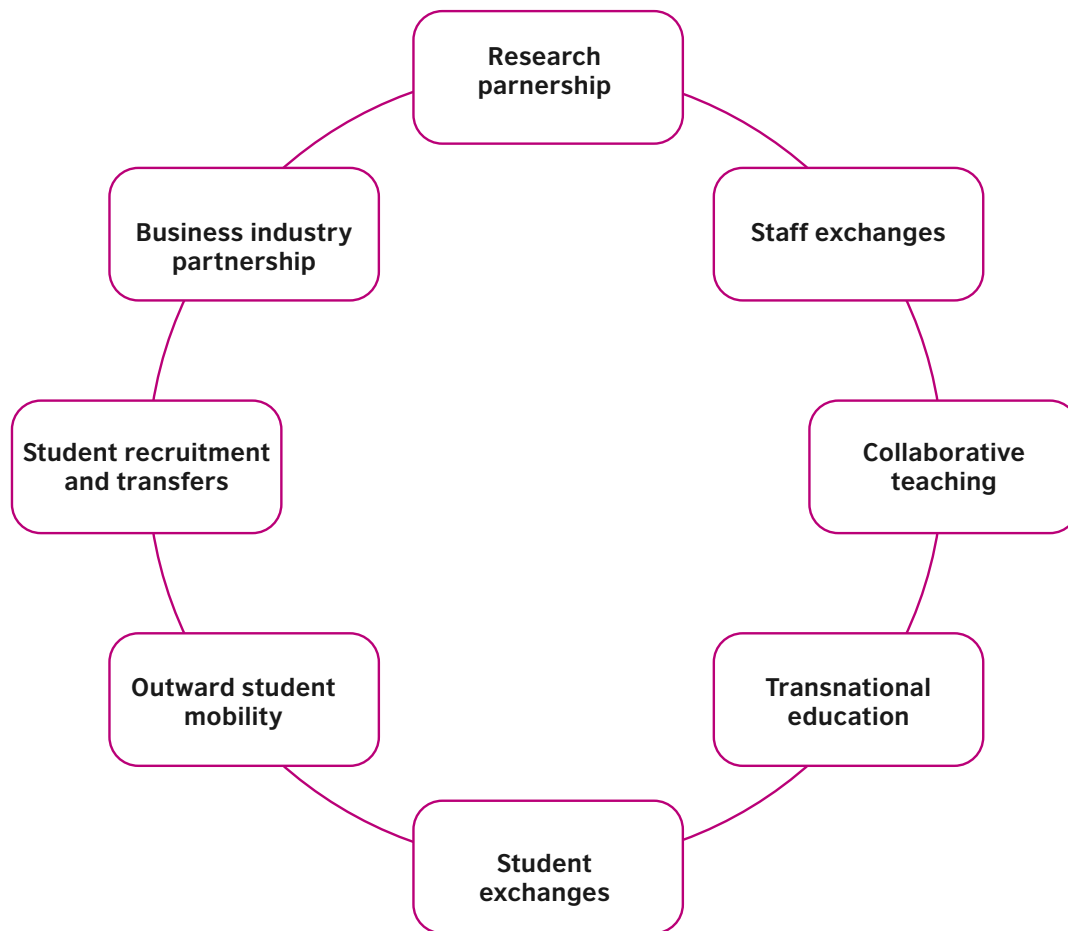 Research
parnership
Business industry
partnership
Staff exchanges
Student recruitment
and transfers
Collaborative
teaching
Outward student
mobility
Transnational
education
Student
exchanges